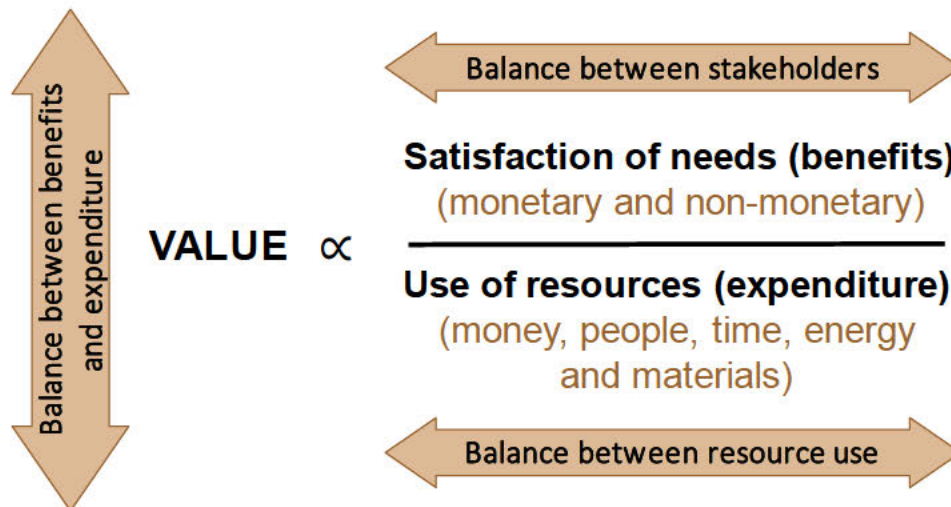 Balance between benefits
and expenditure
Balance between stakeholders
VALUE ∝
Satisfaction of needs (benefits)
(monetary and non-monetary)
Use of resources (expenditure)
(money, people, time, energy
and materials)
Balance between resource use